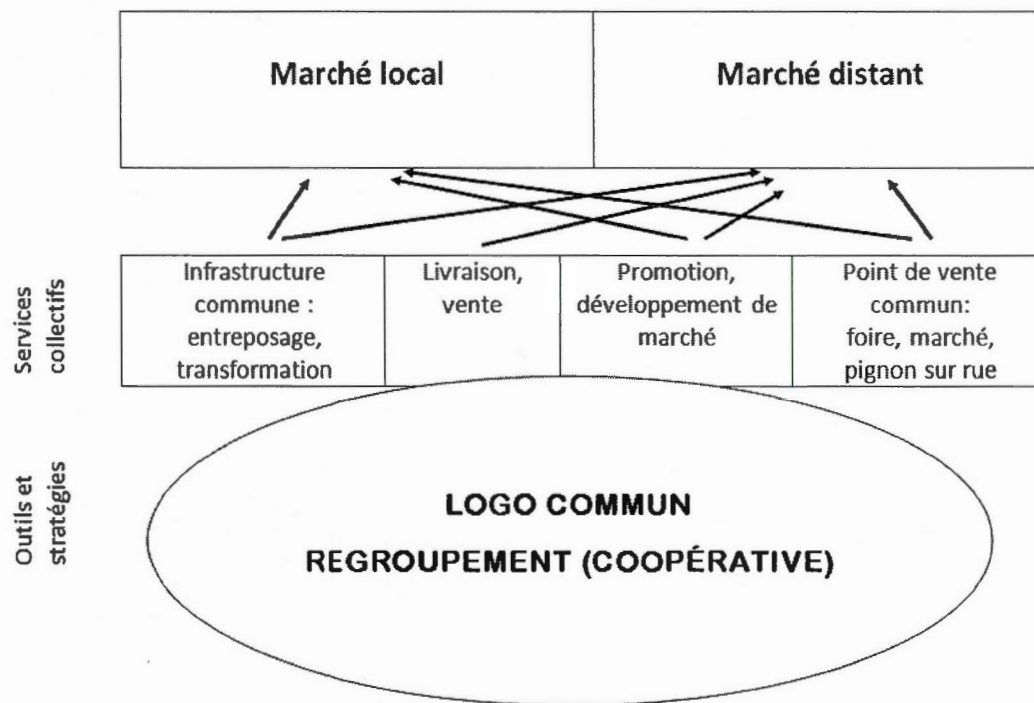 Marché local
Marché distant
Services
collectifs
Infrastructure
commune :
entreposage,
transformation
Livraison,
vente
Promotion,
développement de
marché
Point de vente
commun:
foire, marché,
pignon sur rue
Outils et
stratégies
LOGO COMMUN
REGROUPEMENT (COOPÉRATIVE)